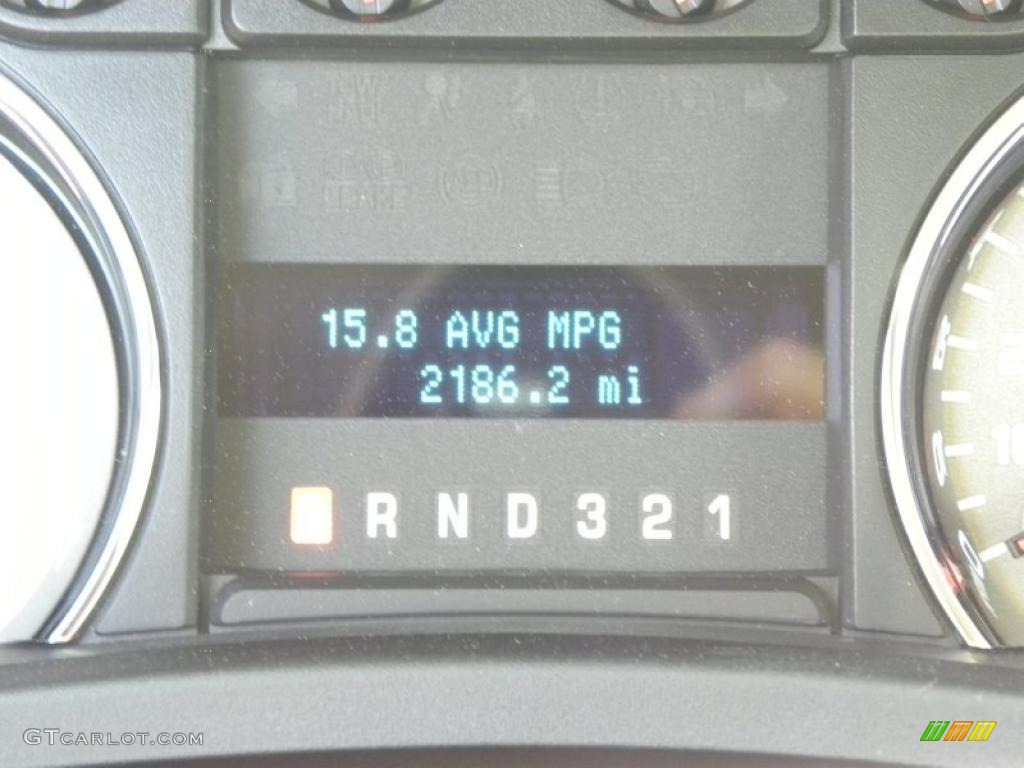 15.8 AVG MPG
2186.2 mi
R N D 3 2 1
GTCARLOT.COM